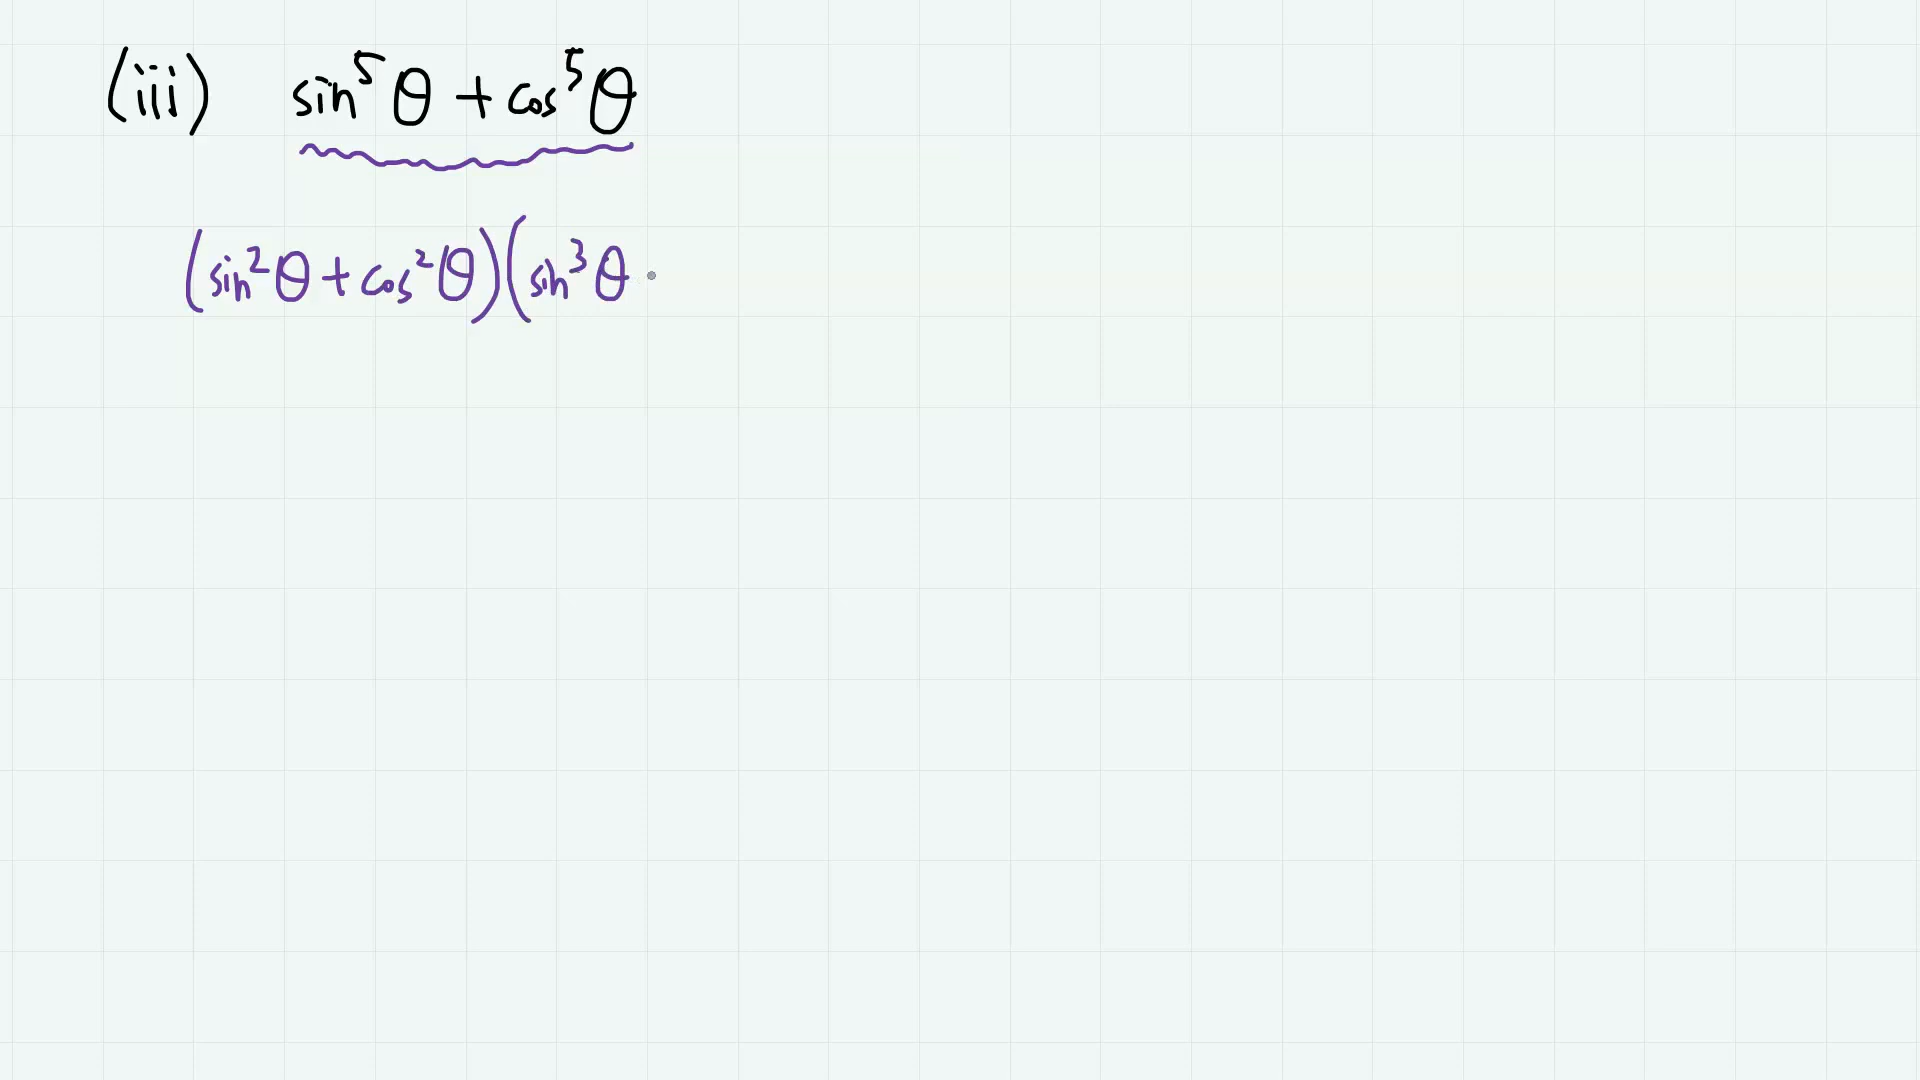 (iii) sin⁵θ + cos⁵θ
(sin²θ + cos²θ)(sin³θ